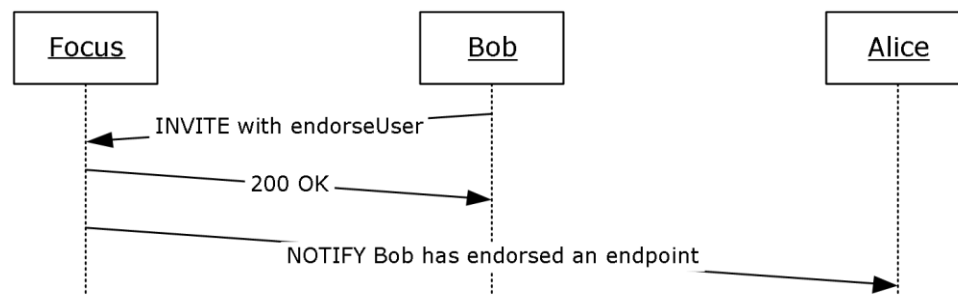 Focus
Bob
Alice
INVITE with endorseUser
200 OK
NOTIFY Bob has endorsed an endpoint